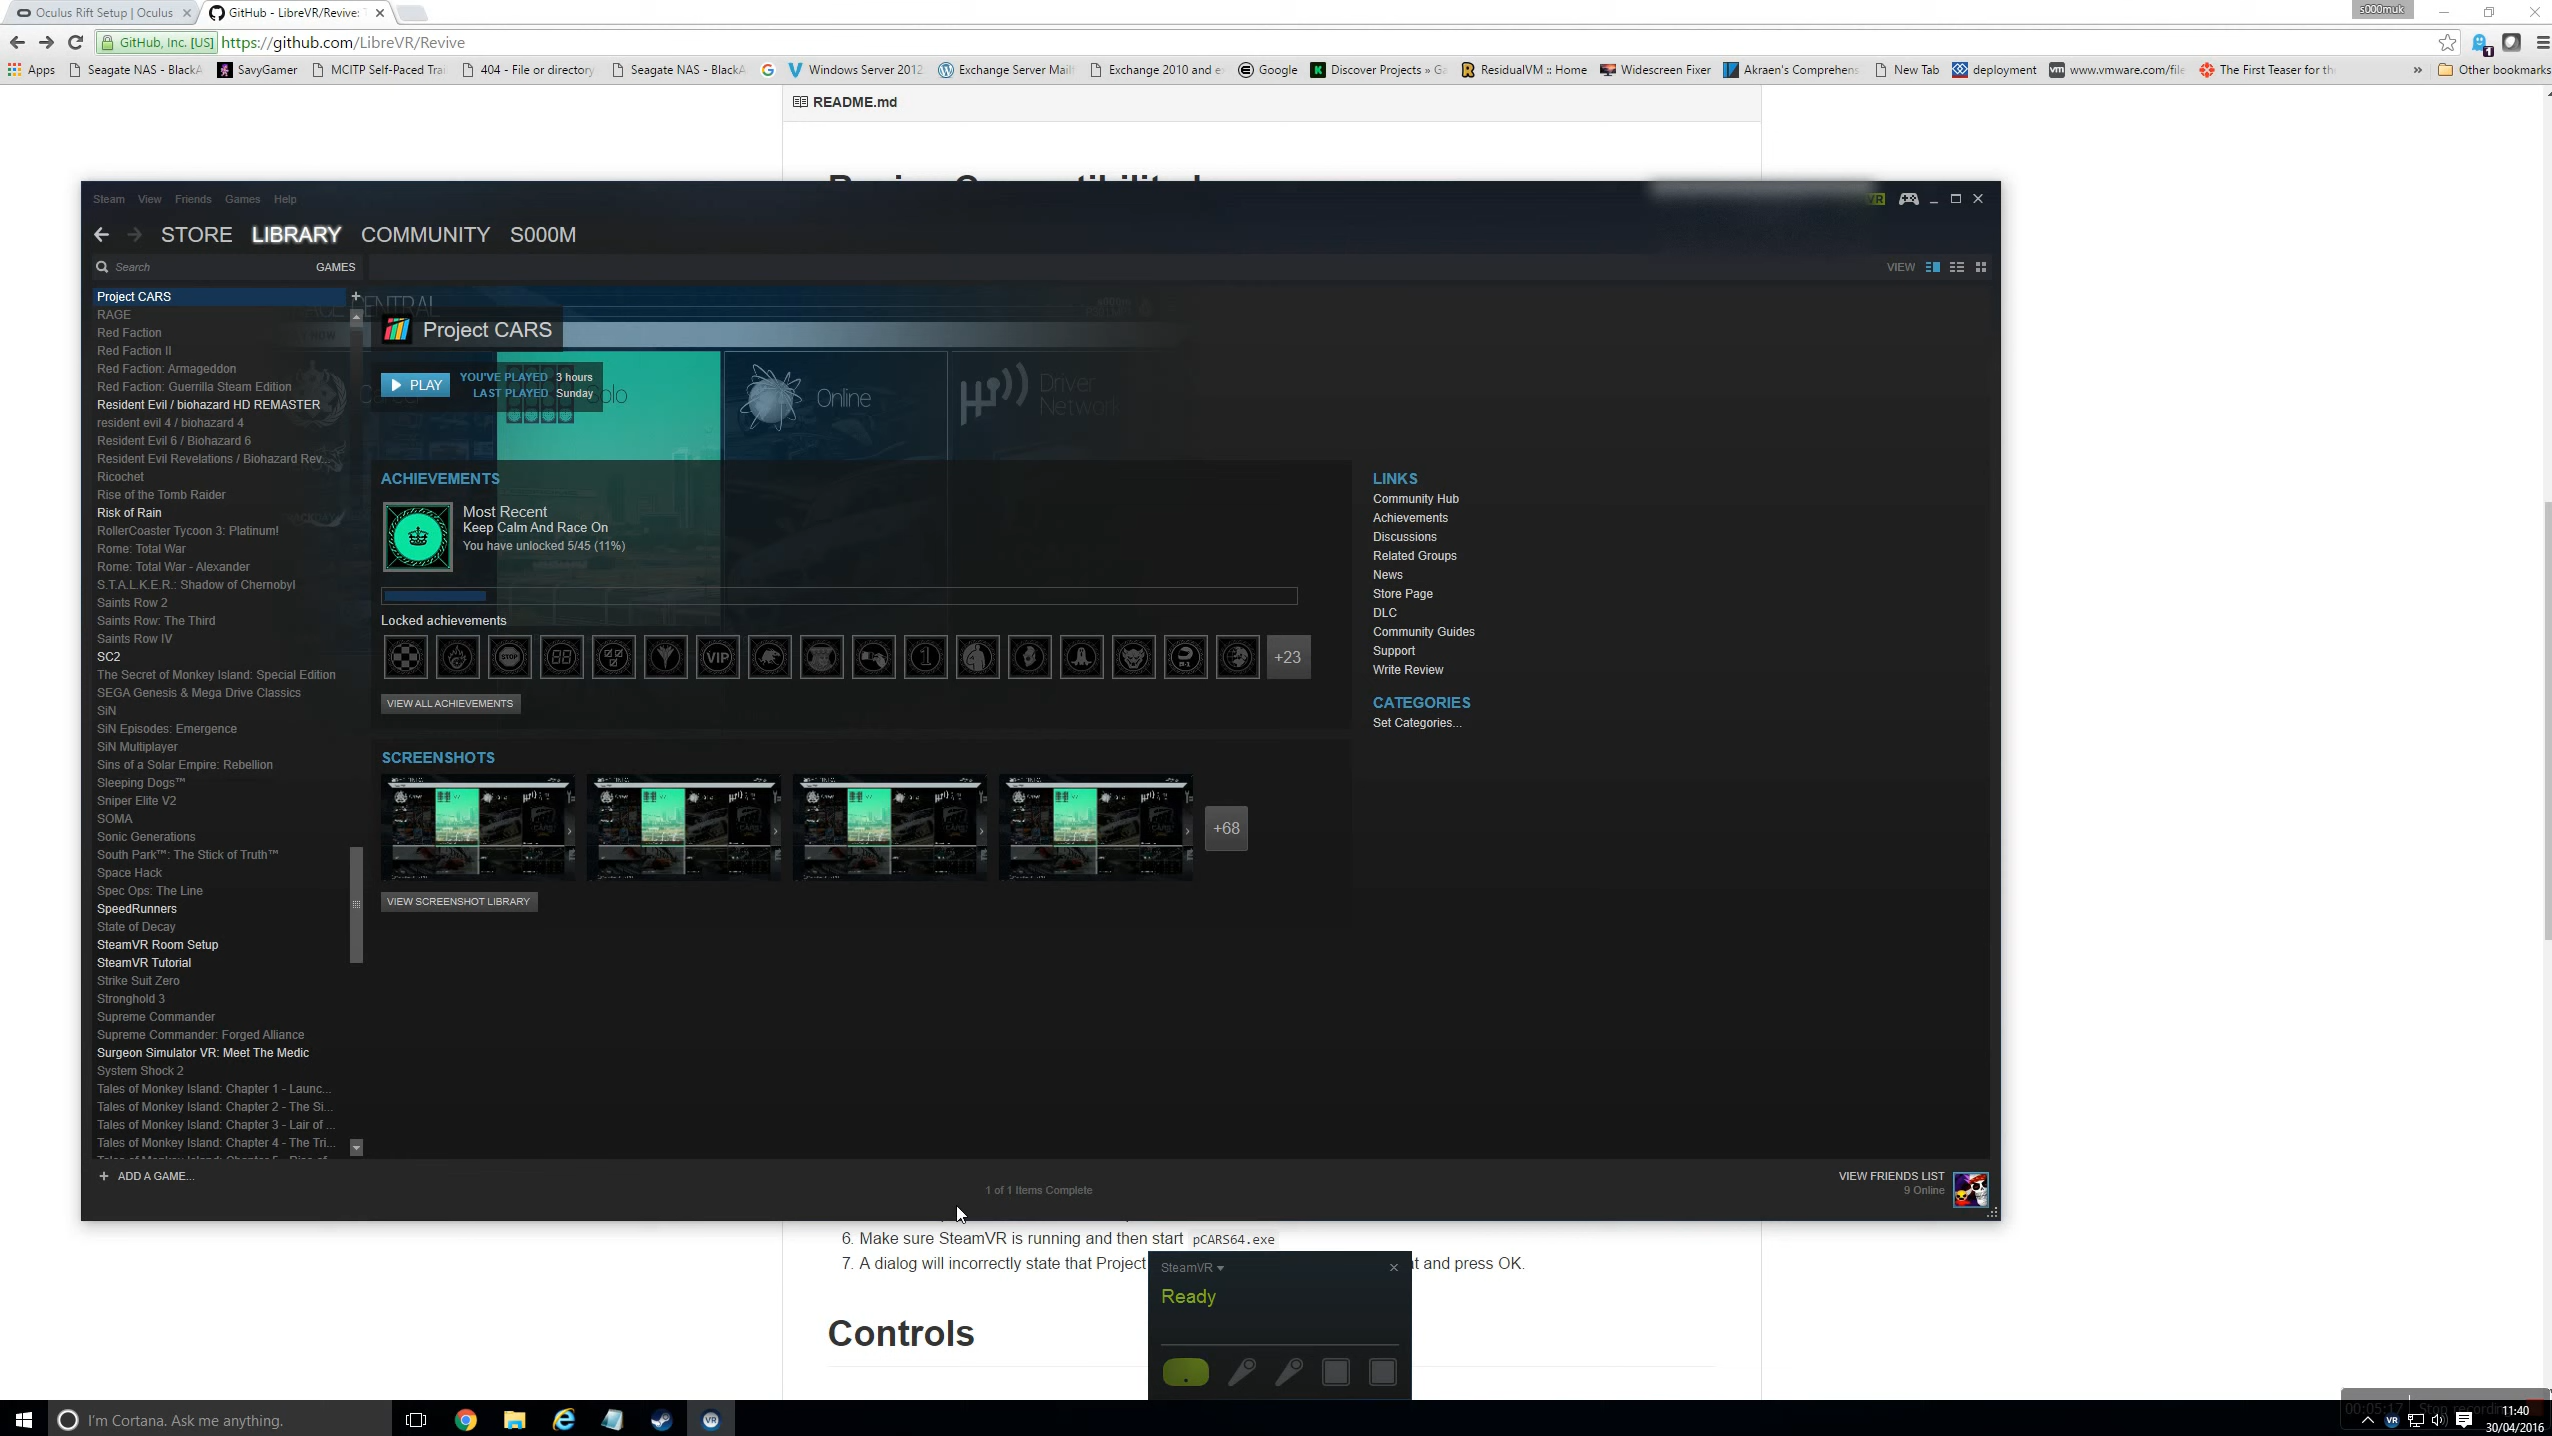 Oculus Rift Setup | Oculus
GitHub - LibreVR/Revive:
s000muk
GitHub, Inc. [US] https://github.com/LibreVR/Revive
Apps Seagate NAS - BlackA SavyGamer MCITP Self-Paced Trai 404 - File or directory Seagate NAS - BlackA Windows Server 2012 Exchange Server Mail Exchange 2010 and e Google Discover Projects » Ga ResidualVM :: Home Widescreen Fixer Akraen's Comprehens New Tab deployment www.vmware.com/file The First Teaser for th » Other bookmarks
README.md
Steam View Friends Games Help
VR
STORE LIBRARY COMMUNITY S000M
Search GAMES
VIEW
Project CARS
RAGE
Red Faction
Red Faction II
Red Faction: Armageddon
Red Faction: Guerrilla Steam Edition
Resident Evil / biohazard HD REMASTER
resident evil 4 / biohazard 4
Resident Evil 6 / Biohazard 6
Resident Evil Revelations / Biohazard Rev...
Ricochet
Rise of the Tomb Raider
Risk of Rain
RollerCoaster Tycoon 3: Platinum!
Rome: Total War
Rome: Total War - Alexander
S.T.A.L.K.E.R.: Shadow of Chernobyl
Saints Row 2
Saints Row: The Third
Saints Row IV
SC2
The Secret of Monkey Island: Special Edition
SEGA Genesis & Mega Drive Classics
SiN
SiN Episodes: Emergence
SiN Multiplayer
Sins of a Solar Empire: Rebellion
Sleeping Dogs™
Sniper Elite V2
SOMA
Sonic Generations
South Park™: The Stick of Truth™
Space Hack
Spec Ops: The Line
SpeedRunners
State of Decay
SteamVR Room Setup
SteamVR Tutorial
Strike Suit Zero
Stronghold 3
Supreme Commander
Supreme Commander: Forged Alliance
Surgeon Simulator VR: Meet The Medic
System Shock 2
Tales of Monkey Island: Chapter 1 - Launc...
Tales of Monkey Island: Chapter 2 - The Si...
Tales of Monkey Island: Chapter 3 - Lair of ...
Tales of Monkey Island: Chapter 4 - The Tri...
+ ADD A GAME...
Project CARS
PLAY
YOU'VE PLAYED 3 hours
LAST PLAYED Sunday
Solo
Online
Driver
Network
ACHIEVEMENTS
Most Recent
Keep Calm And Race On
You have unlocked 5/45 (11%)
Locked achievements
STOP
88
VIP
1
+23
VIEW ALL ACHIEVEMENTS
SCREENSHOTS
+68
VIEW SCREENSHOT LIBRARY
LINKS
Community Hub
Achievements
Discussions
Related Groups
News
Store Page
DLC
Community Guides
Support
Write Review
CATEGORIES
Set Categories...
1 of 1 Items Complete
VIEW FRIENDS LIST
9 Online
6. Make sure SteamVR is running and then start pCARS64.exe
7. A dialog will incorrectly state that Project
and press OK.
SteamVR
Ready
Controls
I'm Cortana. Ask me anything.
VR
00:05:17 Stop recording
VR
11:40
30/04/2016